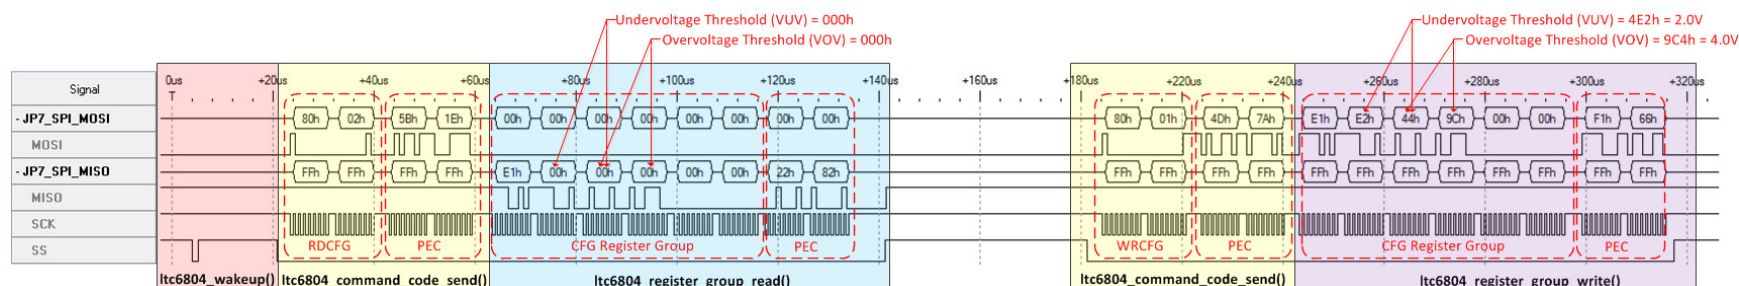 Undervoltage Threshold (VUV) = 000h
Overvoltage Threshold (VOV) = 000h
Undervoltage Threshold (VUV) = 4E2h = 2.0V
Overvoltage Threshold (VOV) = 9C4h = 4.0V
Signal
0us +20us +40us +60us +80us +100us +120us +140us +160us +180us +220us +240us +260us +280us +300us +320us
T
- JP7_SPI_MOSI 80h 02h 5Bh 1Eh 00h 00h 00h 00h 00h 00h 00h 00h 80h 01h 4Dh 7Ah E1h E2h 44h 9Ch 00h 00h F1h 66h
MOSI
- JP7_SPI_MISO FFh FFh FFh FFh E1h 00h 00h 00h 00h 00h 22h 82h FFh FFh FFh FFh FFh FFh FFh FFh FFh FFh FFh FFh
MISO
SCK
RDCFG PEC CFG Register Group PEC WRCFG PEC CFG Register Group PEC
SS
ltc6804_wakeup() ltc6804_command_code_send() ltc6804_register_group_read() ltc6804_command_code_send() ltc6804_register_group_write()